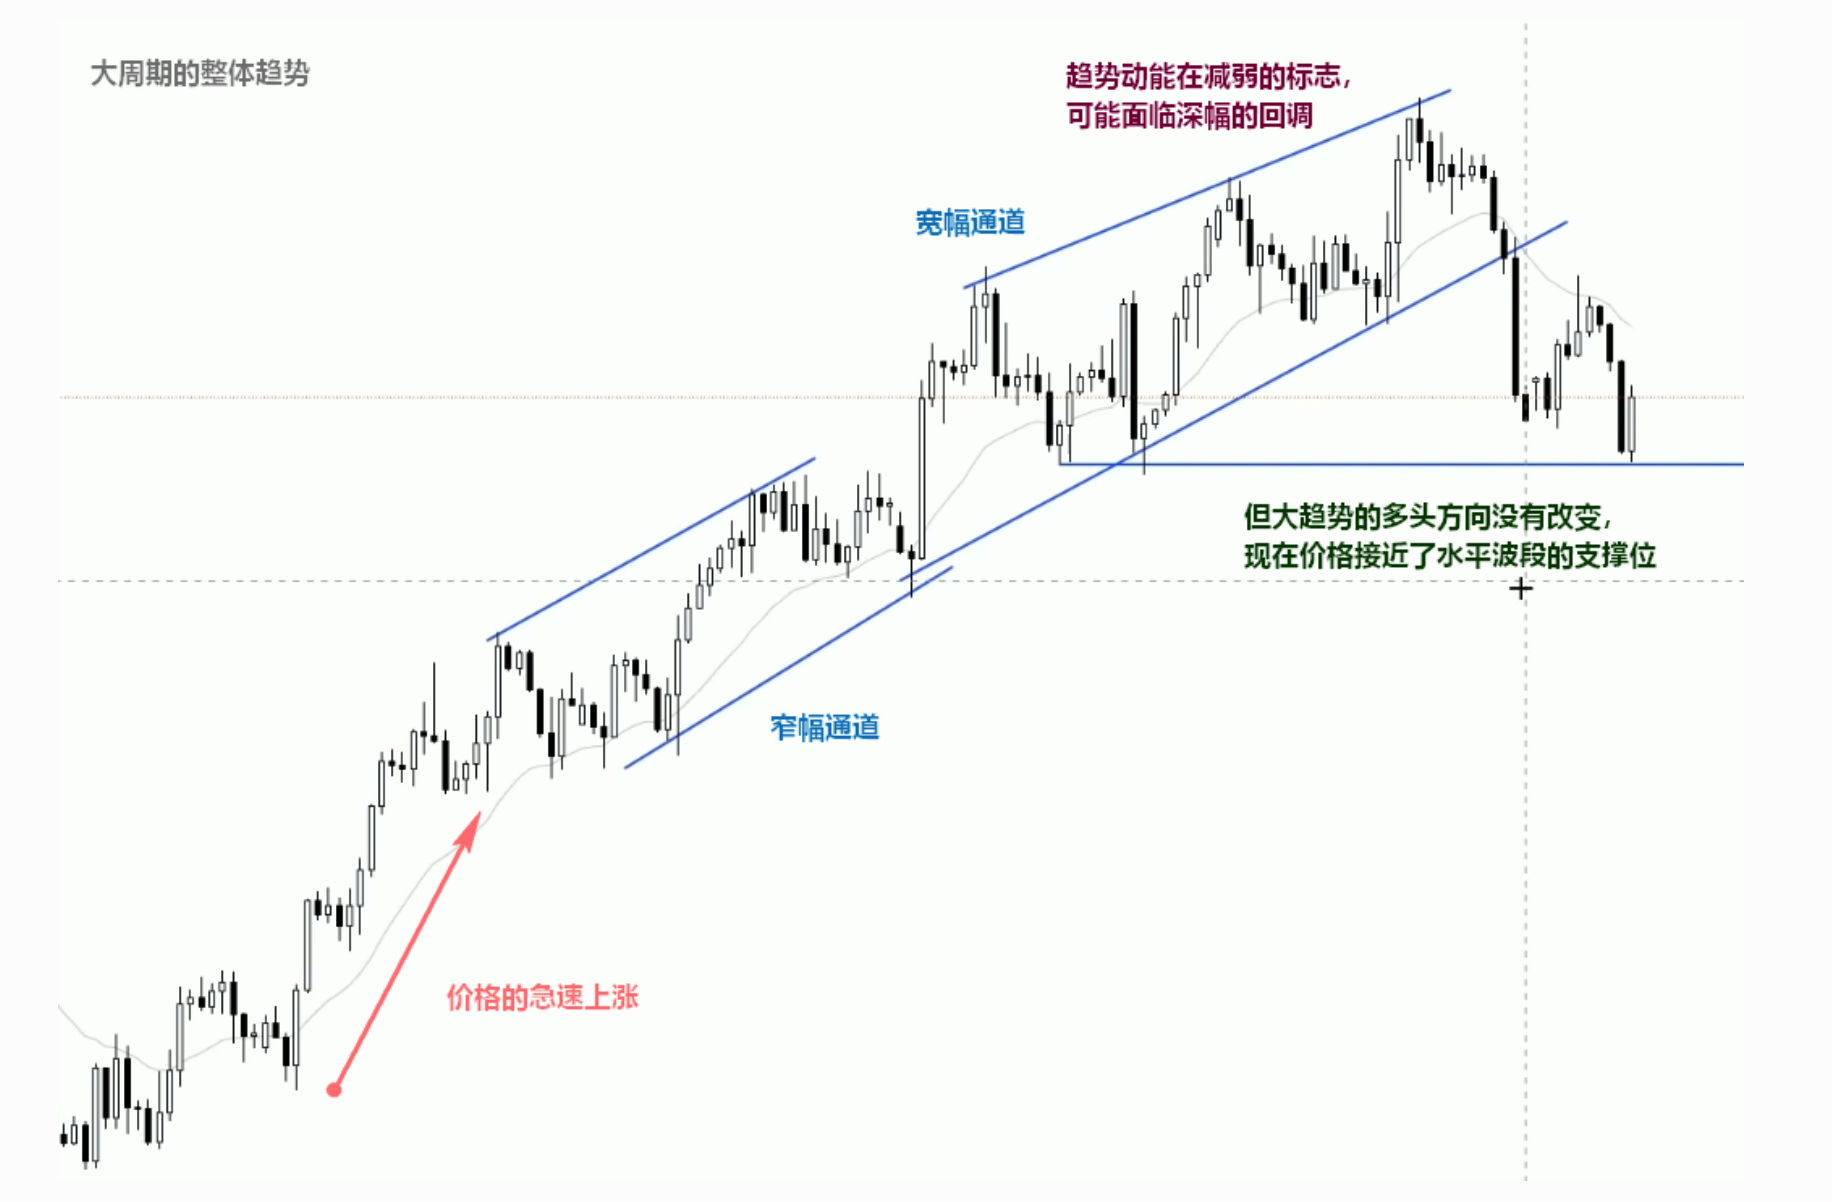 大周期的整体趋势
趋势动能在减弱的标志，
可能面临深幅的回调
宽幅通道
但大趋势的多头方向没有改变，
现在价格接近了水平波段的支撑位
窄幅通道
价格的急速上涨